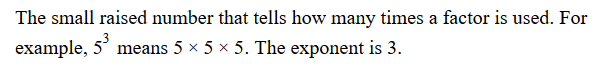 The small raised number that tells how many times a factor is used. For
example, 5³ means 5 × 5 × 5. The exponent is 3.